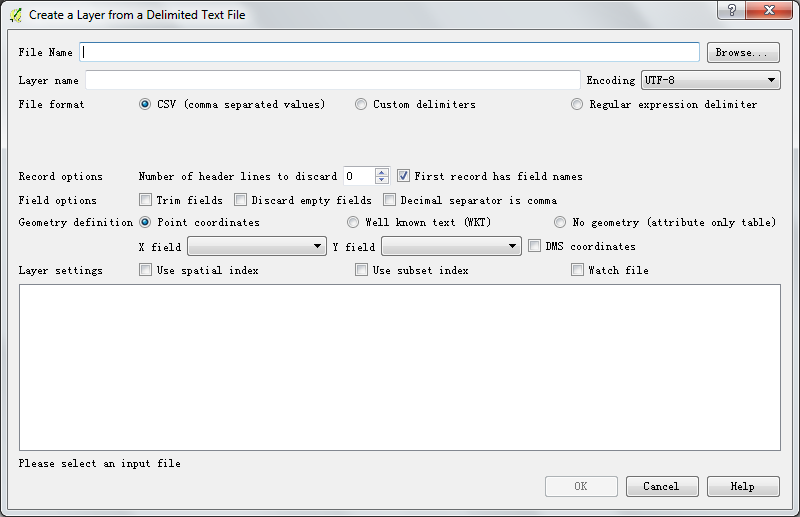 Create a Layer from a Delimited Text File
File Name Browse...
Layer name Encoding UTF-8
File format CSV (comma separated values) Custom delimiters Regular expression delimiter
Record options Number of header lines to discard 0 First record has field names
Field options Trim fields Discard empty fields Decimal separator is comma
Geometry definition Point coordinates Well known text (WKT) No geometry (attribute only table)
X field Y field DMS coordinates
Layer settings Use spatial index Use subset index Watch file
Please select an input file
OK Cancel Help